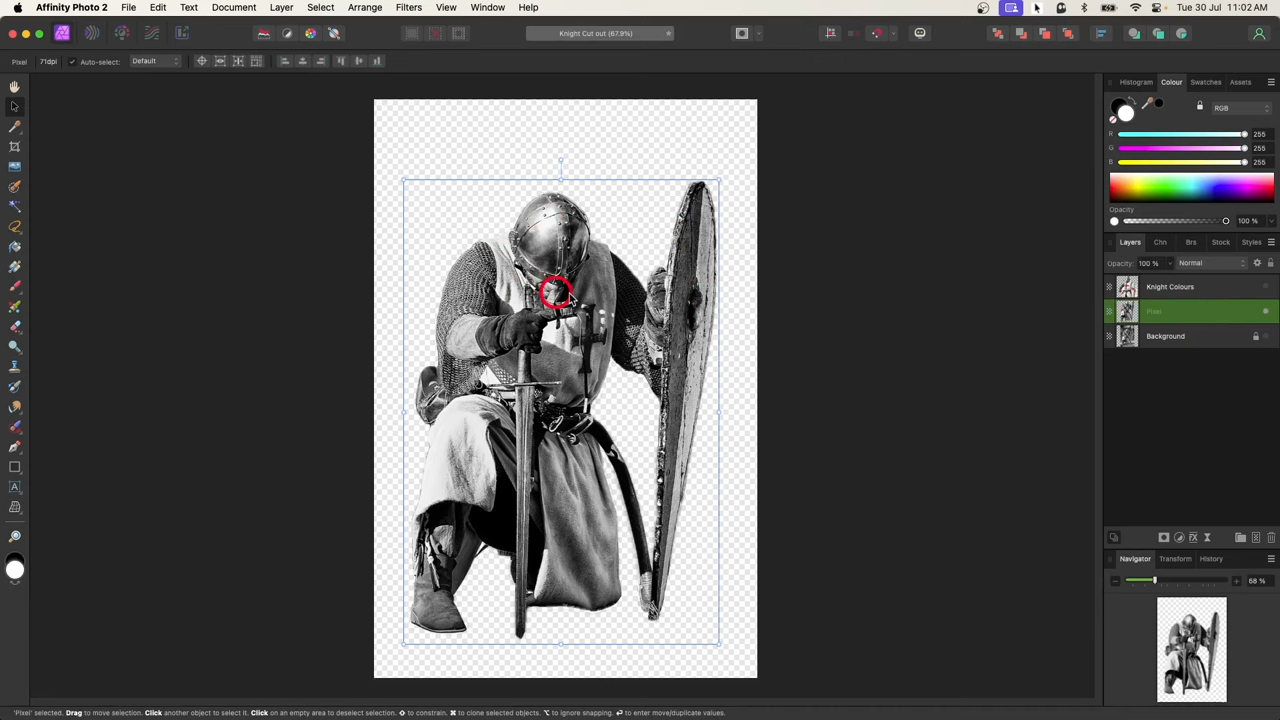 Affinity Photo 2 File Edit Text Document Layer Select Arrange Filters View Window Help Tue 30 Jul 11:02 AM
Knight Cut out (67.9%)
Pixel 71dpi Auto-select: Default
Histogram Colour Swatches Assets
RGB
R 255
G 255
B 255
Opacity
100 %
Layers Chn Brs Stock Styles
Opacity: 100 % Normal
Knight Colours
Pixel
Background
Navigator Transform History
68 %
'Pixel' selected. Drag to move selection. Click another object to select it. Click on an empty area to deselect selection. ⇧ to constrain. ⌘ to clone selected objects. ⌥ to ignore snapping. ⏎ to enter move/duplicate values.